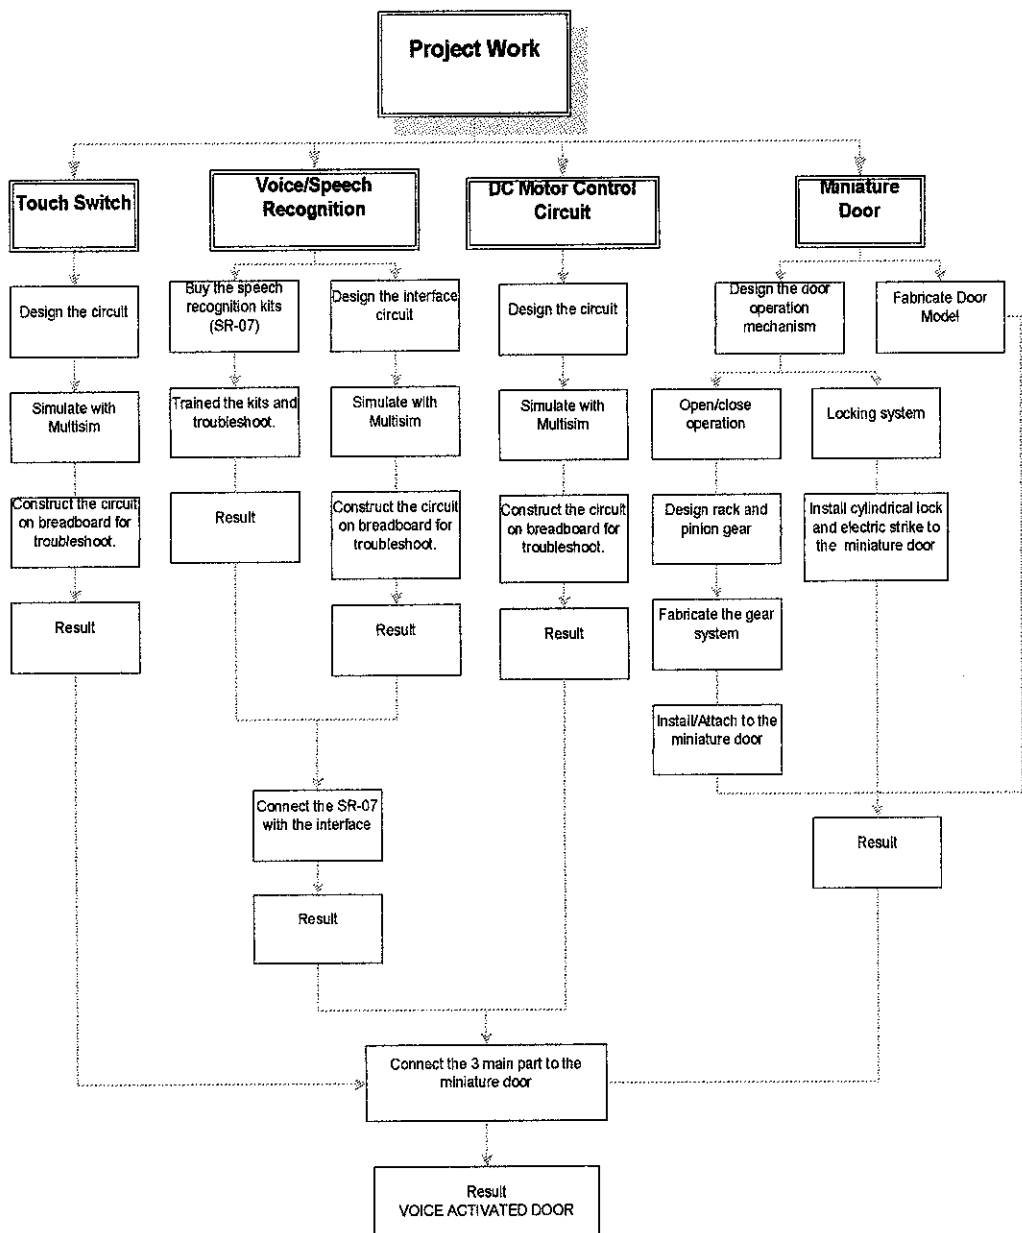 Project Work
Touch Switch
Voice/Speech
Recognition
DC Motor Control
Circuit
Miniature
Door
Design the circuit
Buy the speech
recognition kits
(SR-07)
Design the interface
circuit
Design the circuit
Design the door
operation
mechanism
Fabricate Door
Model
Simulate with
Multisim
Trained the kits and
troubleshoot.
Simulate with
Multisim
Simulate with
Multisim
Open/close
operation
Locking system
Construct the circuit
on breadboard for
troubleshoot.
Result
Construct the circuit
on breadboard for
troubleshoot.
Construct the circuit
on breadboard for
troubleshoot.
Design rack and
pinion gear
Install cylindrical lock
and electric strike to
the miniature door
Result
Result
Result
Fabricate the gear
system
Install/Attach to the
miniature door
Connect the SR-07
with the interface
Result
Result
Connect the 3 main part to the
miniature door
Result
VOICE ACTIVATED DOOR